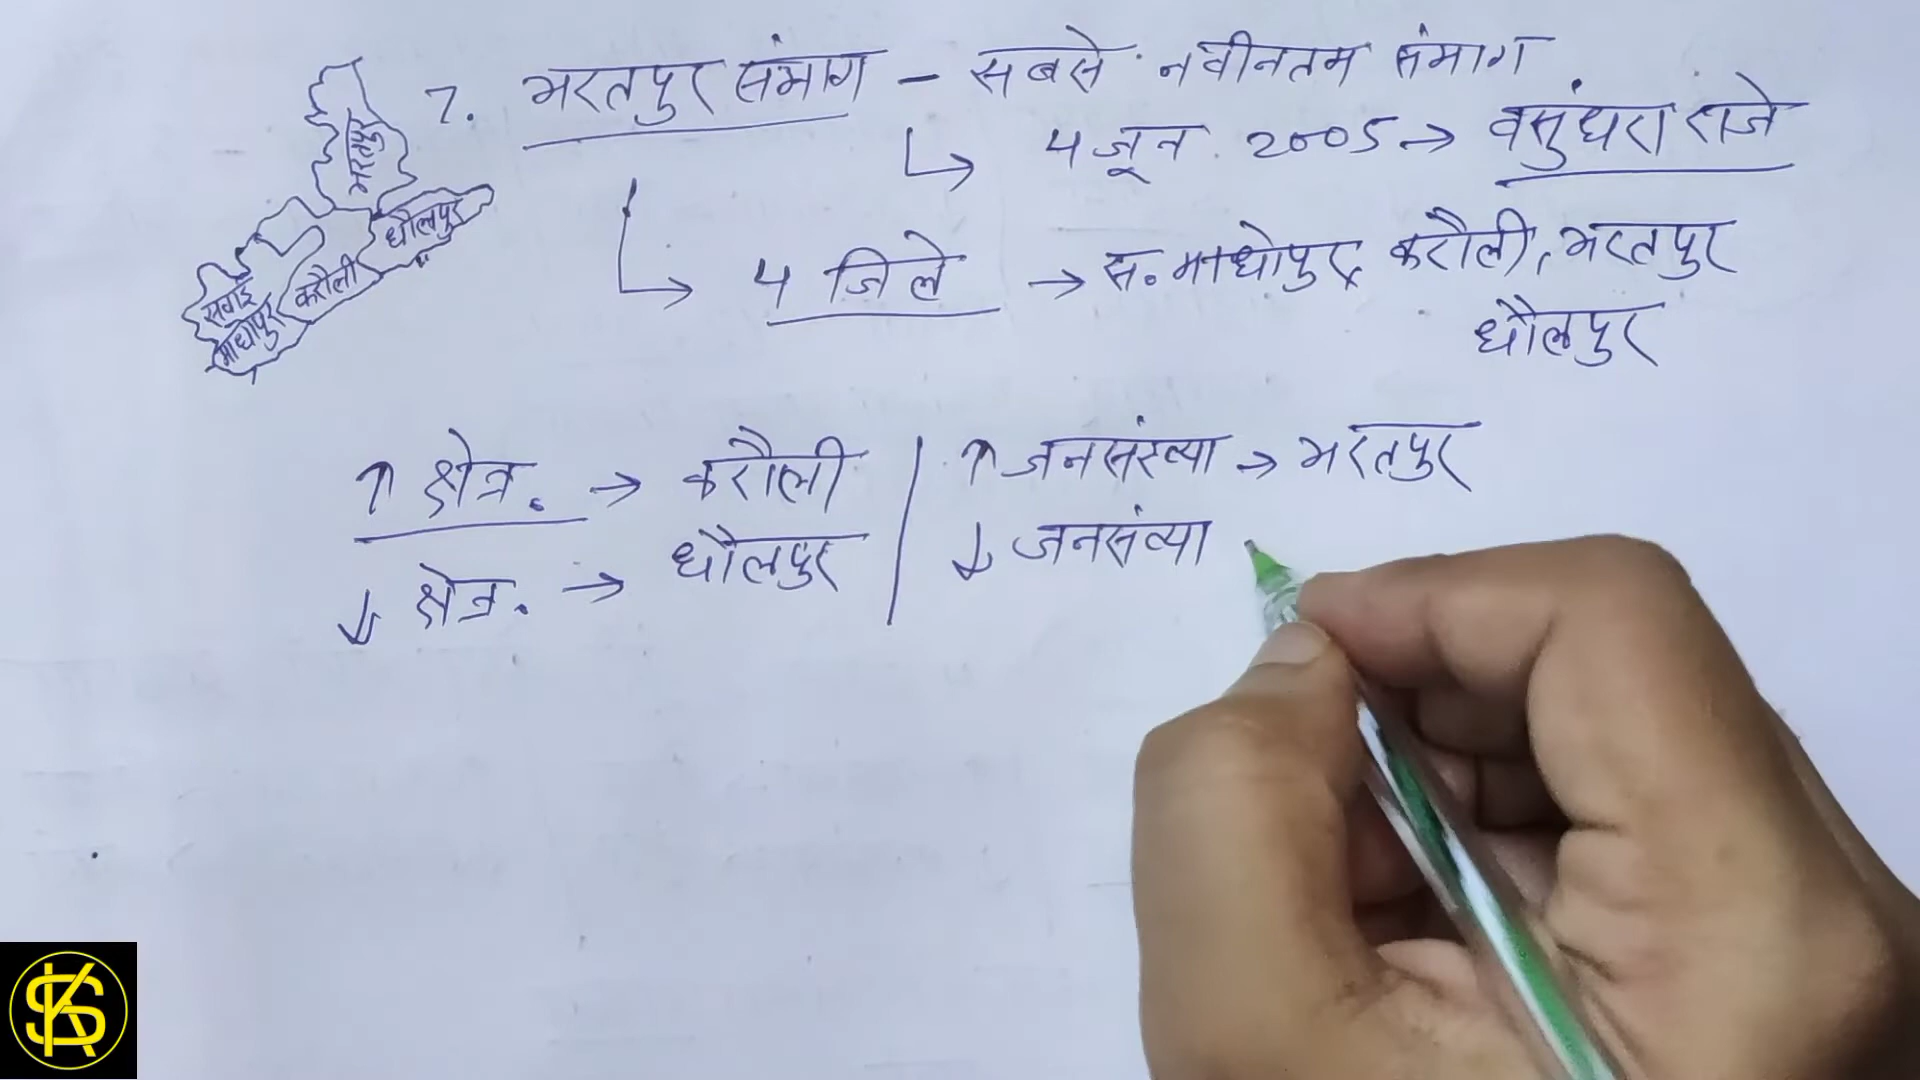 7. भरतपुर संभाग – सबसे नवीनतम संभाग
↳ 4 जून 2005 → वसुंधरा राजे
↳ 4 जिले → स. माधोपुर, करौली, भरतपुर
धौलपुर
भरतपुर
धौलपुर
करौली
सवाई
माधोपुर
↑ क्षेत्र. → करौली | ↑ जनसंख्या → भरतपुर
↓ क्षेत्र. → धौलपुर | ↓ जनसंख्या
KS